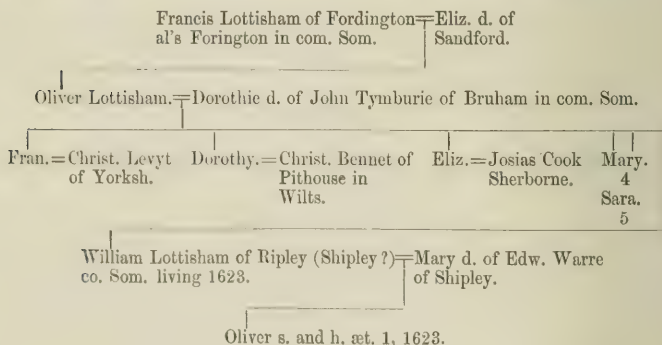 Francis Lottisham of Fordington=Eliz. d. of
al's Forington in com. Som. Sandford.
Oliver Lottisham.=Dorothie d. of John Tymburie of Bruham in com. Som.
Fran.=Christ. Levyt Dorothy.=Christ. Bennet of Eliz.=Josias Cook Mary.
of Yorksh. Pithouse in Sherborne. 4
Wilts. Sara.
5
William Lottisham of Ripley (Shipley?)=Mary d. of Edw. Warre
co. Som. living 1623. of Shipley.
Oliver s. and h. æt. 1, 1623.